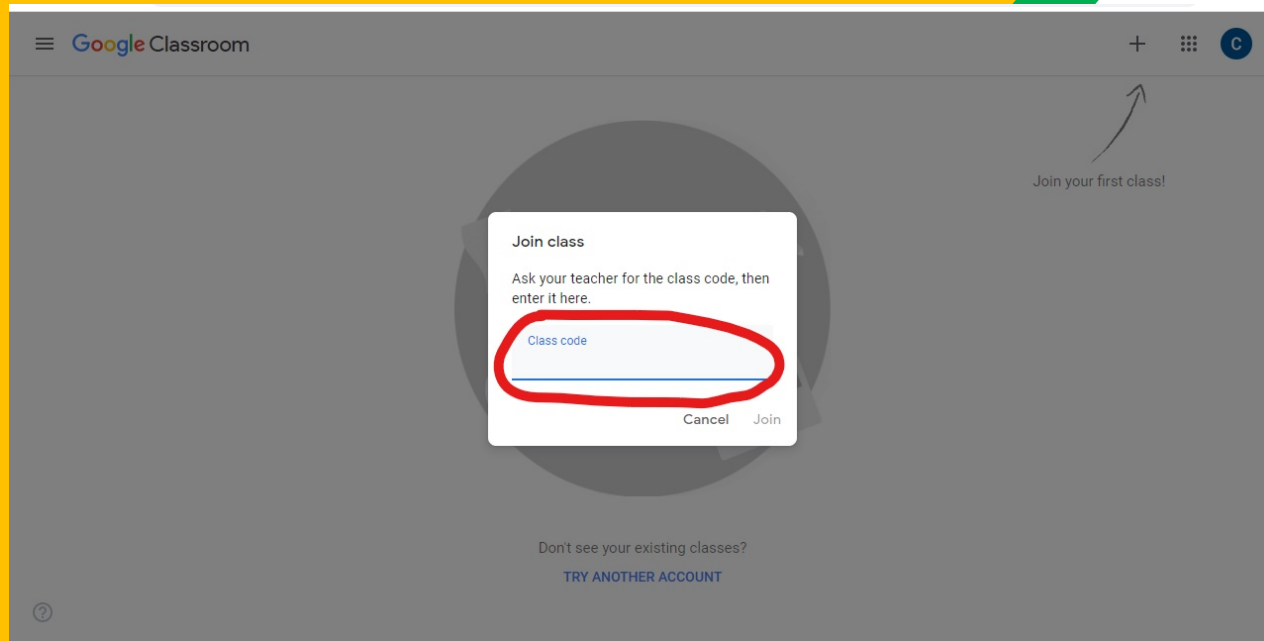 Google Classroom
C
Join your first class!
Join class
Ask your teacher for the class code, then
enter it here.
Class code
Cancel Join
Don't see your existing classes?
TRY ANOTHER ACCOUNT
?